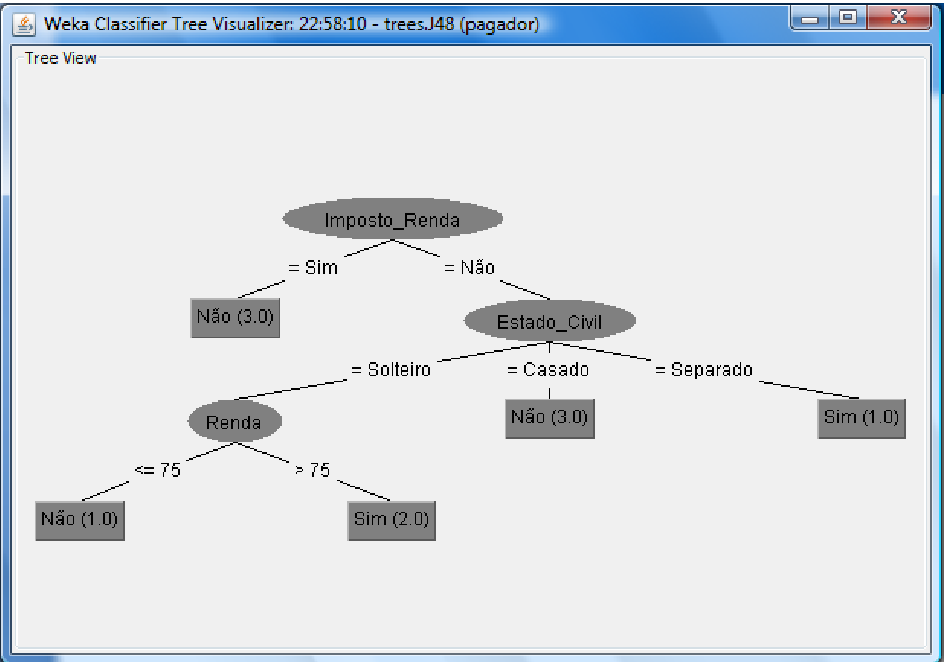 Weka Classifier Tree Visualizer: 22:58:10 - trees.J48 (pagador)
Tree View
Imposto_Renda
= Sim
= Não
Não (3.0)
Estado_Civil
= Solteiro
= Casado
= Separado
Renda
Não (3.0)
Sim (1.0)
<= 75
> 75
Não (1.0)
Sim (2.0)